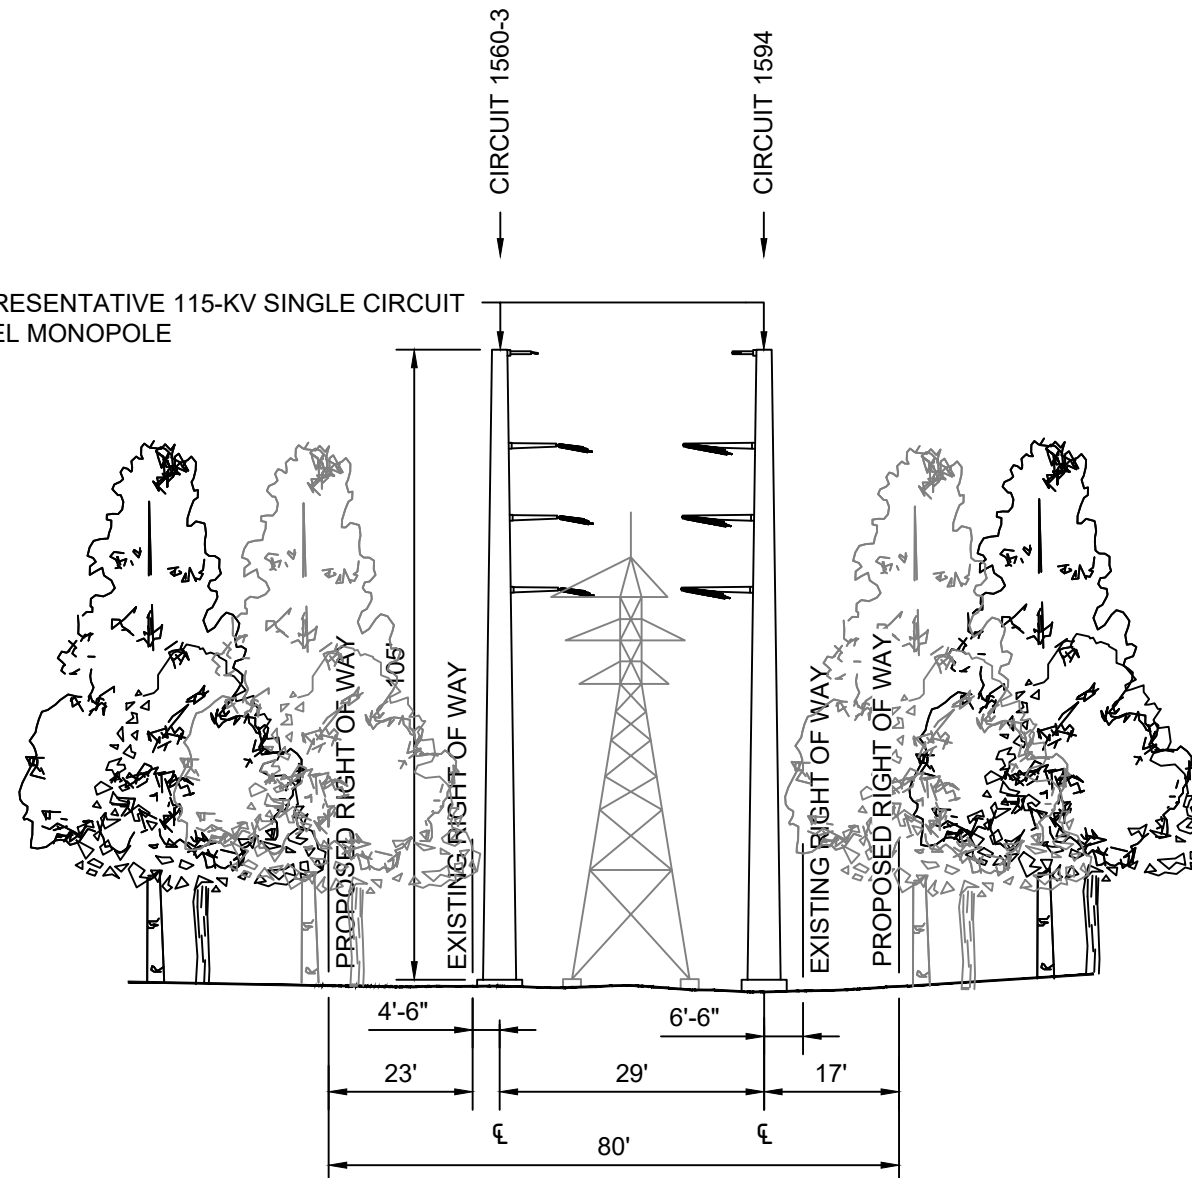 CIRCUIT 1560-3
CIRCUIT 1594
RESENTATIVE 115-KV SINGLE CIRCUIT
EL MONOPOLE
105'
PROPOSED RIGHT OF WAY
EXISTING RIGHT OF WAY
EXISTING RIGHT OF WAY
PROPOSED RIGHT OF WAY
4'-6"
6'-6"
23'
29'
17'
℄
℄
80'